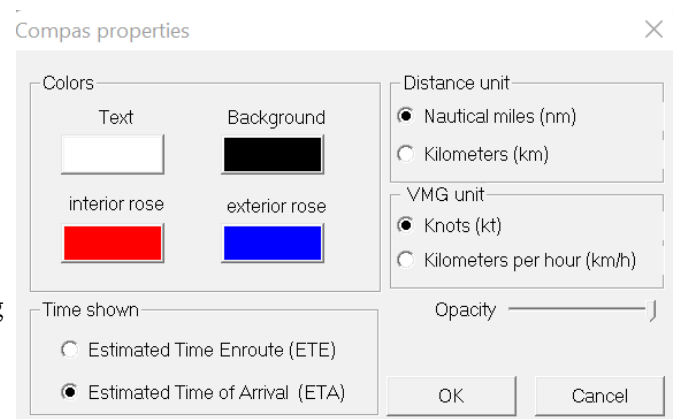 Compas properties
Colors
Text Background
interior rose exterior rose
Distance unit
Nautical miles (nm)
Kilometers (km)
VMG unit
Knots (kt)
Kilometers per hour (km/h)
g
Time shown
Estimated Time Enroute (ETE)
Estimated Time of Arrival (ETA)
Opacity
OK Cancel